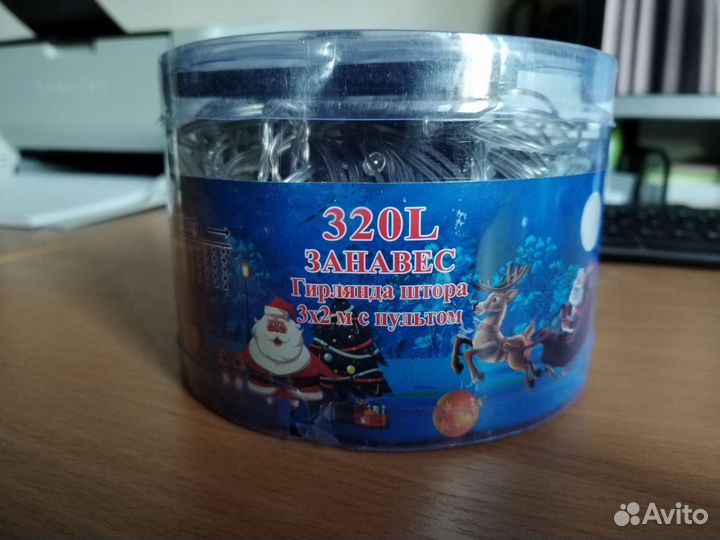 320L
ЗАНАВЕС
Гирлянда штора
3х2 м с пультом
Avito